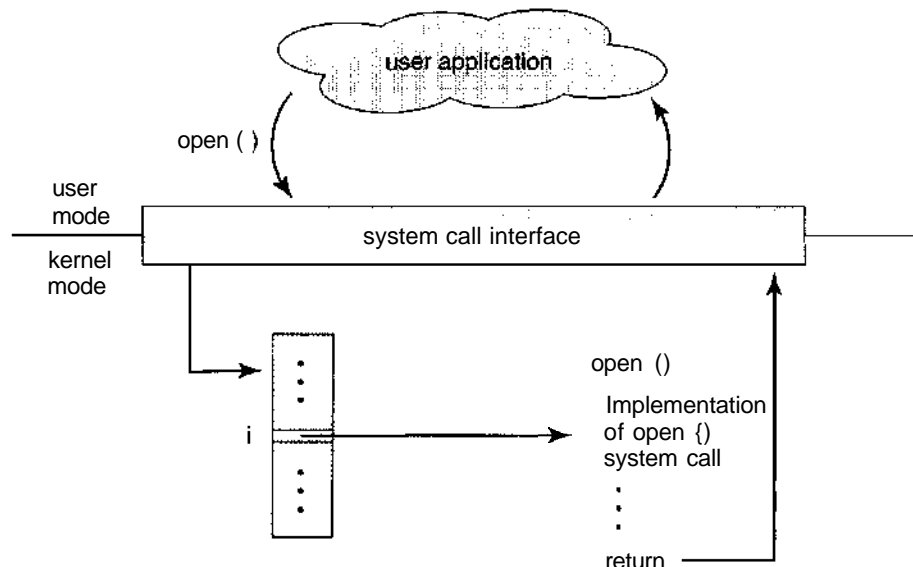 user application
open ( )
user
mode
system call interface
kernel
mode
open ()
Implementation
of open {)
system call
i
return